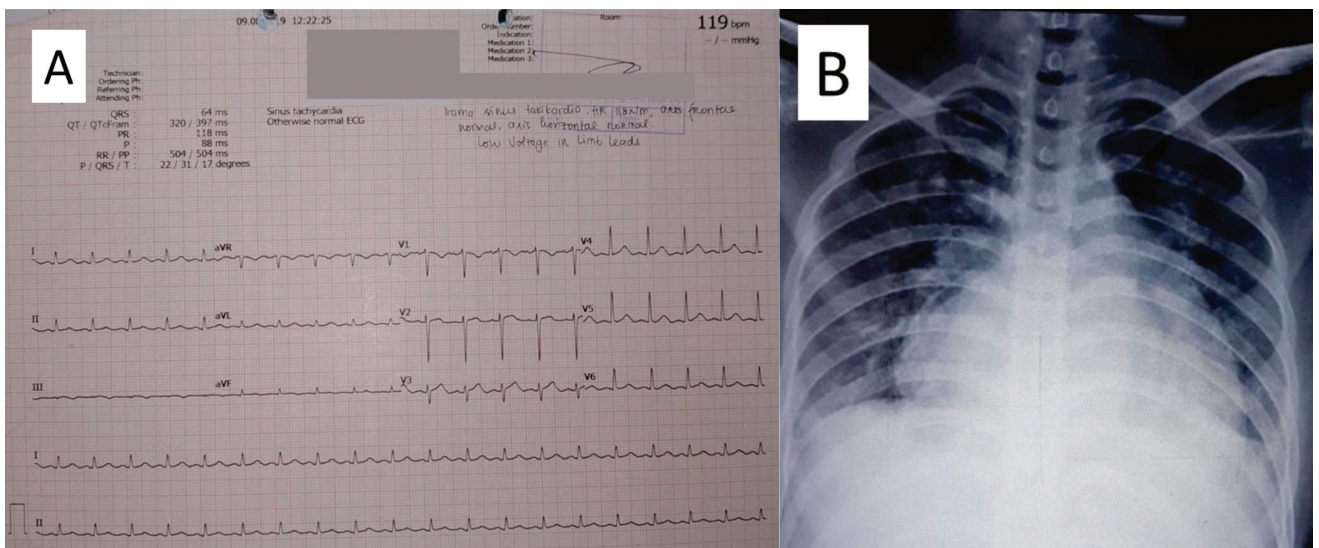 A
B
09.0 9 12:22:25
Room:
119 bpm
-- / -- mmHg
Indication:
Medication 1:
Medication 2:
Medication 3:
Technician:
Ordering Ph:
Referring Ph:
Attending Ph:
QRS : 64 ms
QT / QTcFram : 320 / 397 ms
PR : 118 ms
P : 88 ms
RR / PP : 504 / 504 ms
P / QRS / T : 22 / 31 / 17 degrees
Sinus tachycardia
Otherwise normal ECG
Irama sinus takikardia, HR axis frontal
normal, axis horizontal normal.
Low Voltage in limb leads
I aVR V1 V4
II aVL V2 V5
III aVF V3 V6
I
II